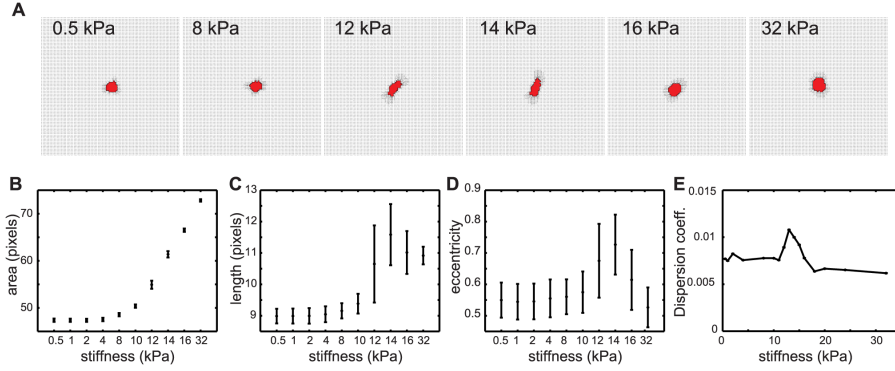 A
0.5 kPa 8 kPa 12 kPa 14 kPa 16 kPa 32 kPa
B
area (pixels)
70
60
50
0.5 1 2 4 8 10 12 14 16 32
stiffness (kPa)
C
length (pixels)
13
12
11
10
9
0.5 1 2 4 8 10 12 14 16 32
stiffness (kPa)
D
eccentricity
0.9
0.8
0.7
0.6
0.5
0.5 1 2 4 8 10 12 14 16 32
stiffness (kPa)
E
Dispersion coeff.
0.015
0.01
0.005
0
0 10 20 30
stiffness (kPa)